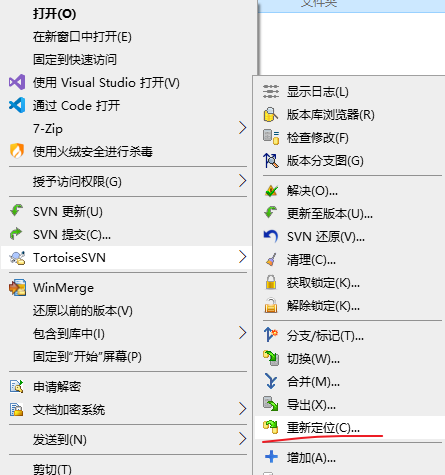 文件夹
打开(O)
在新窗口中打开(E)
固定到快速访问
使用 Visual Studio 打开(V)
通过 Code 打开
7-Zip
使用火绒安全进行杀毒
授予访问权限(G)
SVN 更新(U)
SVN 提交(C)...
TortoiseSVN
WinMerge
还原以前的版本(V)
包含到库中(I)
固定到"开始"屏幕(P)
申请解密
文档加密系统
发送到(N)
剪切(T)
显示日志(L)
版本库浏览器(R)
检查修改(F)
版本分支图(G)
解决(O)...
更新至版本(U)...
SVN 还原(V)...
清理(C)...
获取锁定(K)...
解除锁定(K)...
分支/标记(T)...
切换(W)...
合并(M)...
导出(X)...
重新定位(C)...
增加(A)...